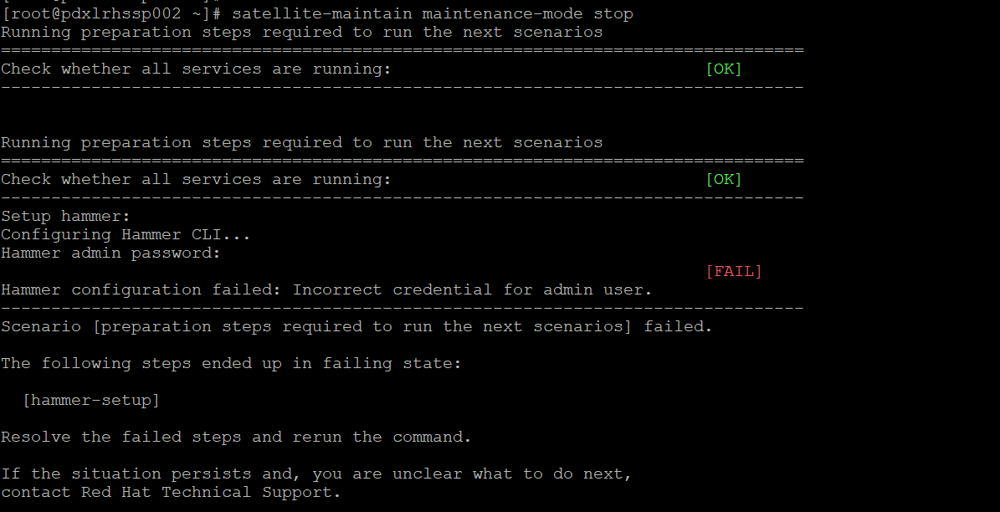 [root@pdxlrhssp002 ~]# satellite-maintain maintenance-mode stop
Running preparation steps required to run the next scenarios
================================================================================
Check whether all services are running: [OK]
--------------------------------------------------------------------------------
Running preparation steps required to run the next scenarios
================================================================================
Check whether all services are running: [OK]
--------------------------------------------------------------------------------
Setup hammer:
Configuring Hammer CLI...
Hammer admin password:
[FAIL]
Hammer configuration failed: Incorrect credential for admin user.
--------------------------------------------------------------------------------
Scenario [preparation steps required to run the next scenarios] failed.
The following steps ended up in failing state:
[hammer-setup]
Resolve the failed steps and rerun the command.
If the situation persists and, you are unclear what to do next,
contact Red Hat Technical Support.